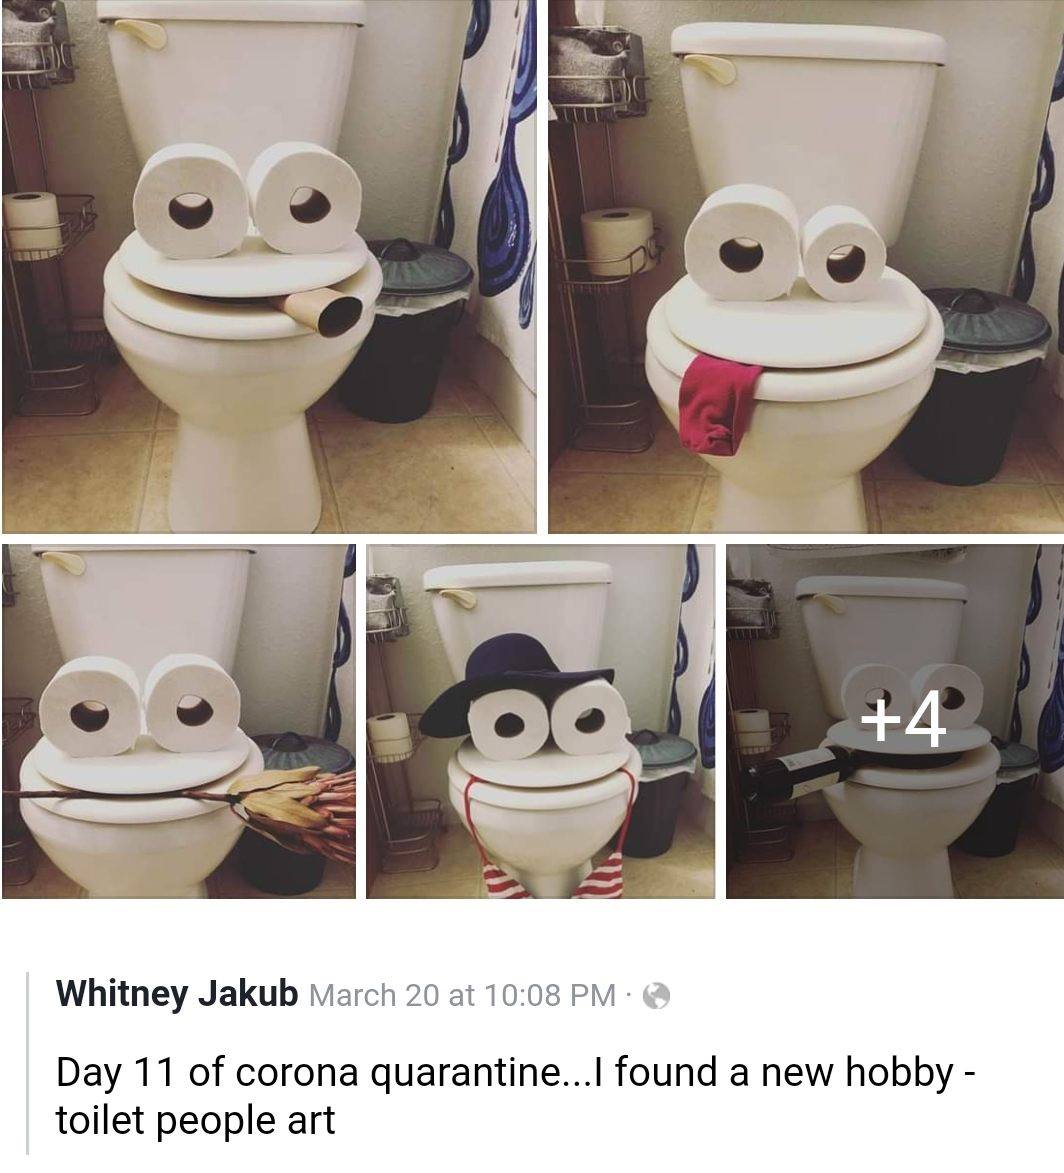 +4
Whitney Jakub March 20 at 10:08 PM ·
Day 11 of corona quarantine...I found a new hobby -
toilet people art